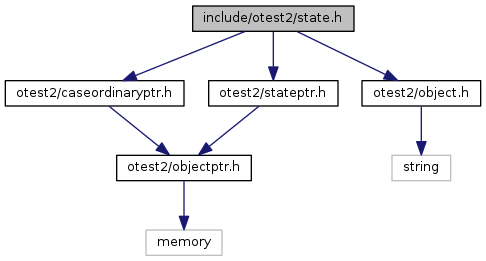 include/otest2/state.h
otest2/caseordinaryptr.h
otest2/stateptr.h
otest2/object.h
otest2/objectptr.h
string
memory